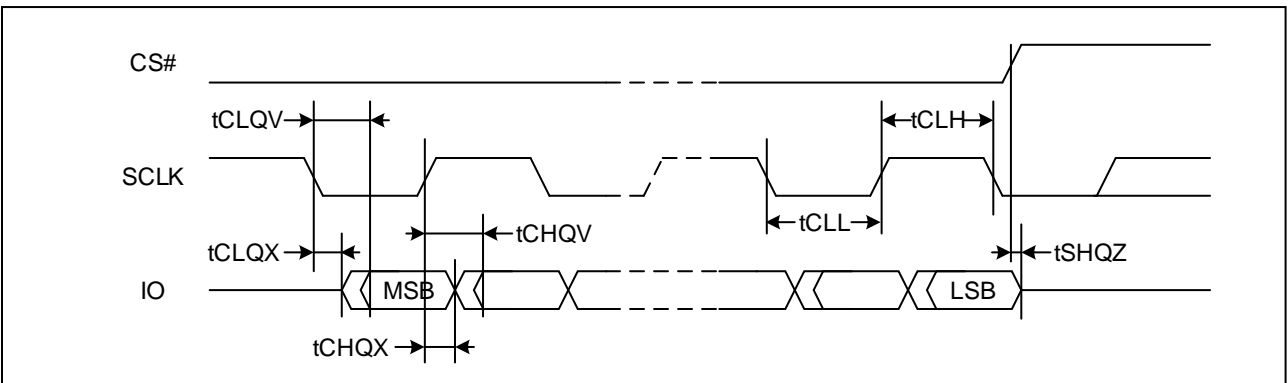 CS#
tCLQV
tCLH
SCLK
tCLL
tCHQV
tCLQX
tSHQZ
IO
MSB
LSB
tCHQX